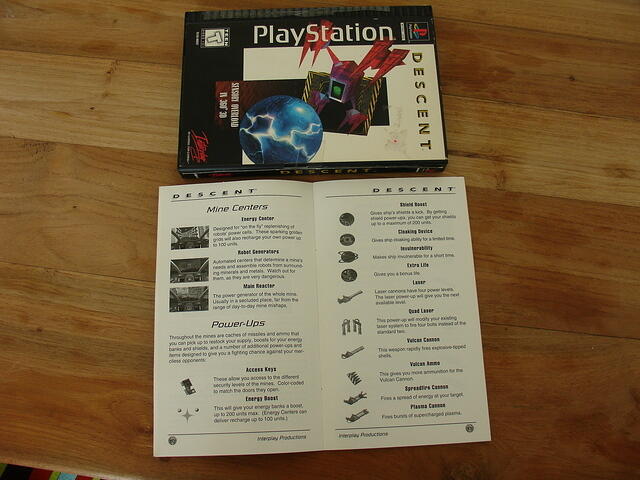 PlayStation
DESCENT
SENSORY OVERLOAD
IN 360° 3D
TEEN
T
Interplay
DESCENT
DESCENT
Mine Centers
Energy Center
Designed for "on the fly" replenishing of
robots' power cells. These sparking golden
grids will also recharge your own power up
to 100 units.
Robot Generators
Automated centers that determine a mine's
needs and assemble robots from surround-
ing minerals and metals. Watch out for
them, as they are very dangerous.
Main Reactor
The power generator of the whole mine.
Usually in a secluded place, far from the
range of day-to-day mine mishaps.
Power-Ups
Throughout the mines are caches of missiles and ammo that
you can pick up to restock your supply, boosts for your energy
banks and shields, and a number of additional power-ups and
items designed to give you a fighting chance against your mer-
ciless opponents:
Access Keys
These allow you access to the different
security levels of the mines. Color-coded
to match the doors they open.
Energy Boost
This will give your energy banks a boost,
up to 200 units max. (Energy Centers can
deliver recharge up to 100 units.)
Interplay Productions
DESCENT
Shield Boost
Gives ship's shields a kick. By getting
shield power-ups, you can get your shields
up to a maximum of 200 units.
Cloaking Device
Gives ship cloaking ability for a limited time.
Invulnerability
Makes ship invulnerable for a short time.
Extra Life
Gives you a bonus life.
Laser
Laser cannons have four power levels.
The laser power-up will give you the next
available level.
Quad Laser
This power-up will modify your existing
laser system to fire four bolts instead of the
standard two.
Vulcan Cannon
This weapon rapidly fires explosive-tipped
shells.
Vulcan Ammo
This gives you more ammunition for the
Vulcan Cannon.
Spreadfire Cannon
Fires a spread of energy at your target.
Plasma Cannon
Fires bursts of supercharged plasma.
Interplay Productions